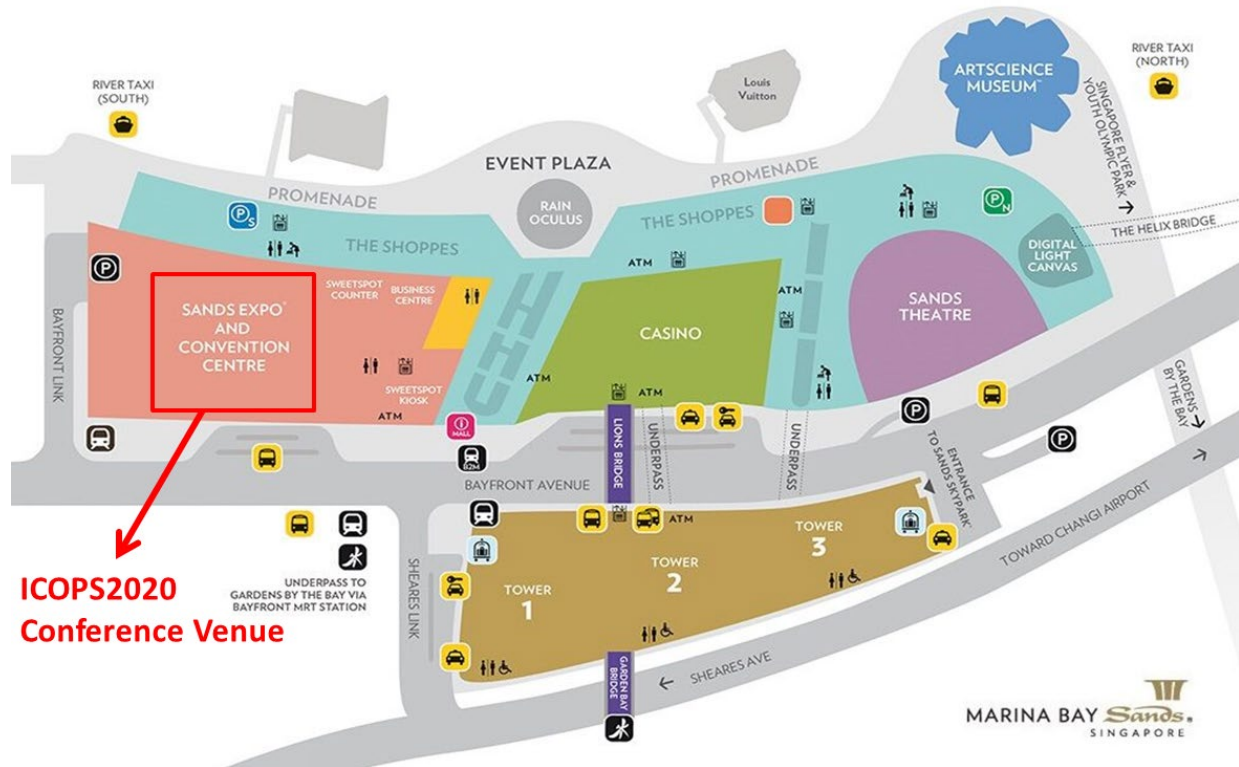 RIVER TAXI
(SOUTH)
Louis
Vuitton
ARTSCIENCE
MUSEUM™
RIVER TAXI
(NORTH)
SINGAPORE FLYER &
YOUTH OLYMPIC PARK
EVENT PLAZA
PROMENADE
PROMENADE
RAIN
OCULUS
THE SHOPPES
THE SHOPPES
P S
P N
THE HELIX BRIDGE
DIGITAL
LIGHT
CANVAS
P
SWEETSPOT
COUNTER
BUSINESS
CENTRE
ATM
ATM
SANDS EXPO
AND
CONVENTION
CENTRE
CASINO
SANDS
THEATRE
BAYFRONT LINK
SWEETSPOT
KIOSK
ATM
ATM
ATM
MALL
B2M
LIONS BRIDGE
UNDERPASS
UNDERPASS
P
P
ENTRANCE
TO SANDS SKYPARK
GARDENS
BY THE BAY
BAYFRONT AVENUE
ATM
TOWARD CHANGI AIRPORT
TOWER
1
TOWER
2
TOWER
3
UNDERPASS TO
GARDENS BY THE BAY VIA
BAYFRONT MRT STATION
SHEARES LINK
ICOPS2020
Conference Venue
GARDEN BAY
BRIDGE
SHEARES AVE
MARINA BAY Sands.
SINGAPORE